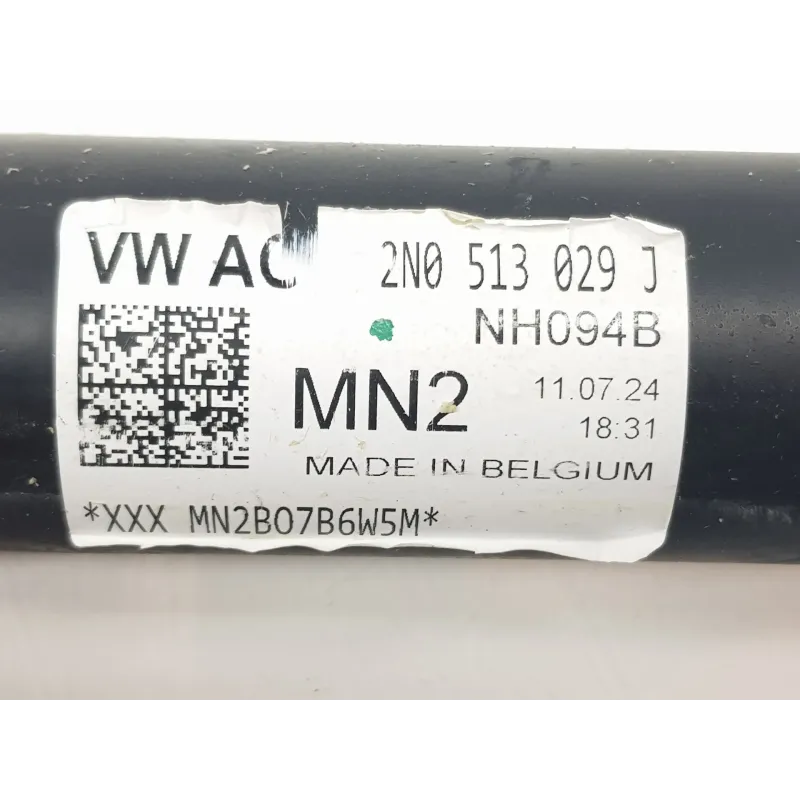 VW AG 2N0 513 029 J
NH094B
MN2 11.07.24
18:31
MADE IN BELGIUM
*XXX MN2B07B6W5M*